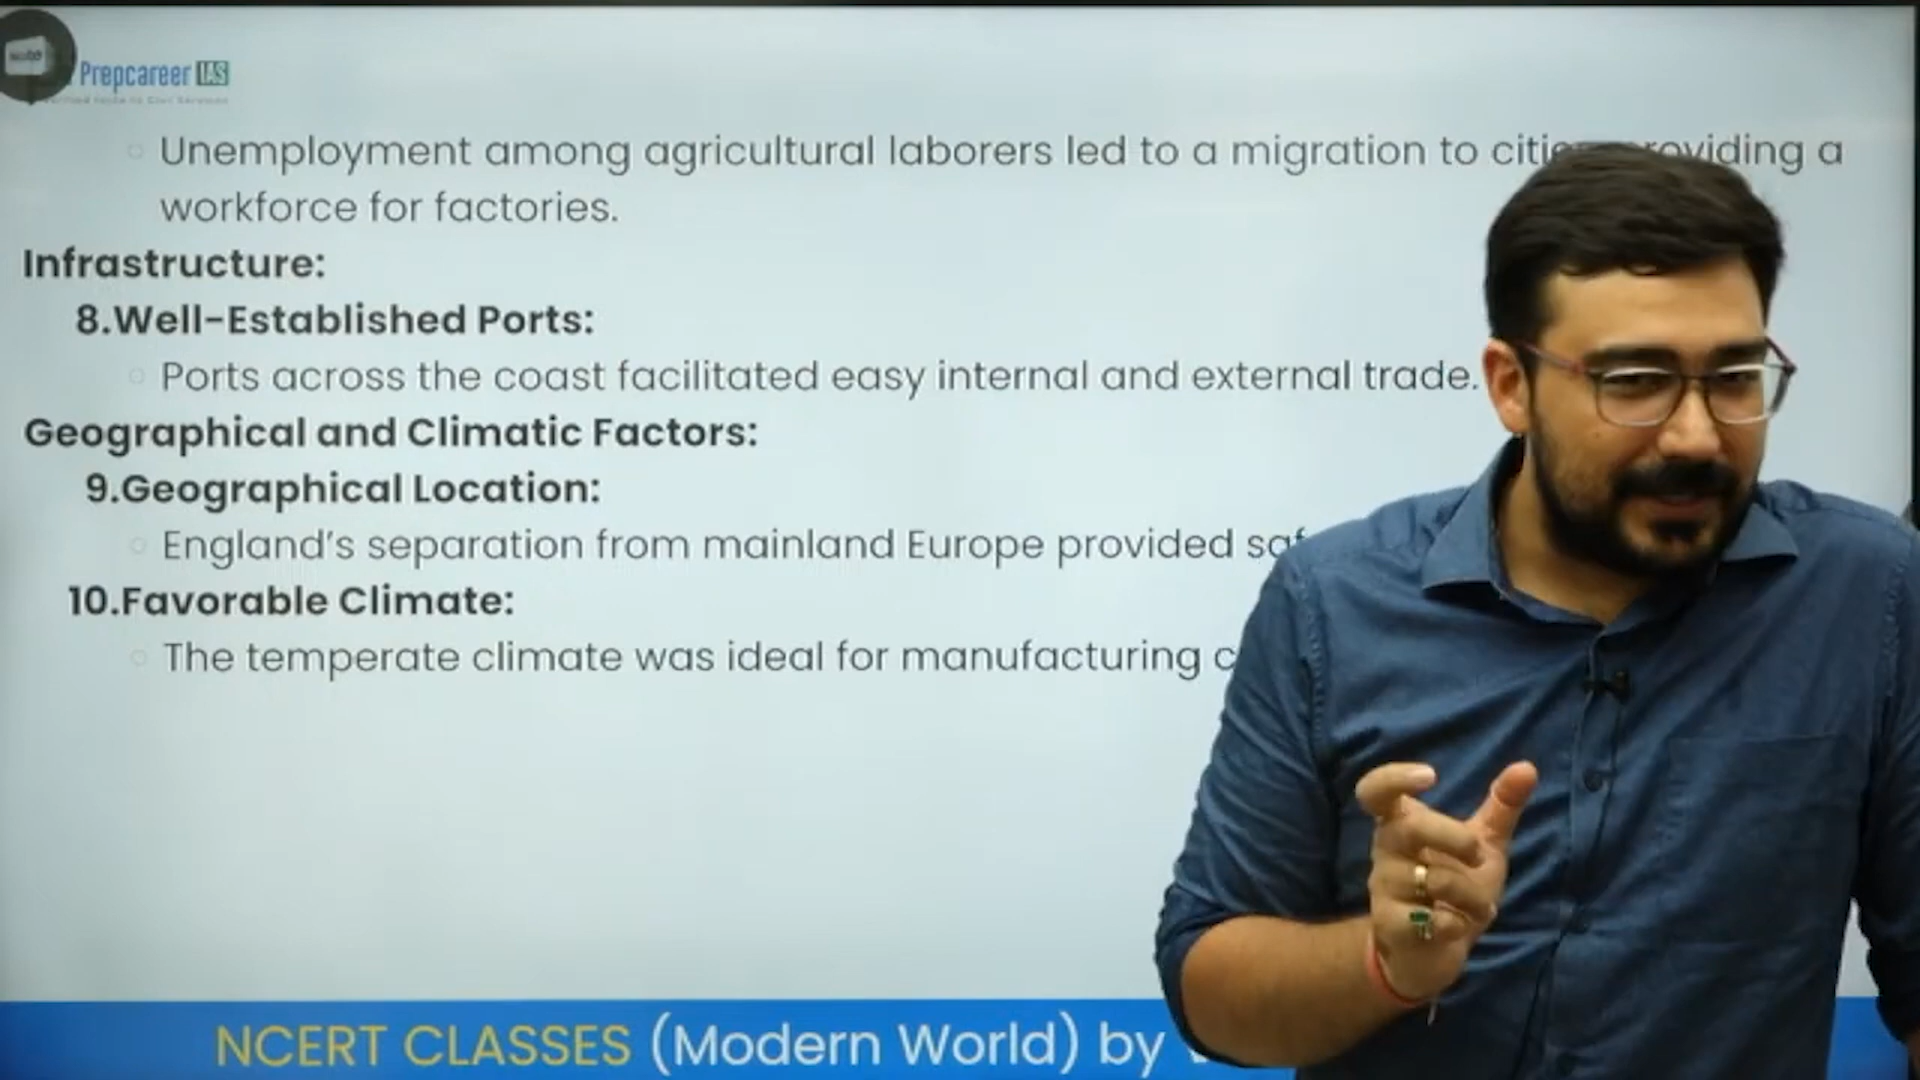 Prepcareer IAS
Unemployment among agricultural laborers led to a migration to providing a
workforce for factories.
Infrastructure:
8.Well-Established Ports:
Ports across the coast facilitated easy internal and external trade.
Geographical and Climatic Factors:
9.Geographical Location:
England's separation from mainland Europe provided
10.Favorable Climate:
The temperate climate was ideal for manufacturing
NCERT CLASSES (Modern World) by